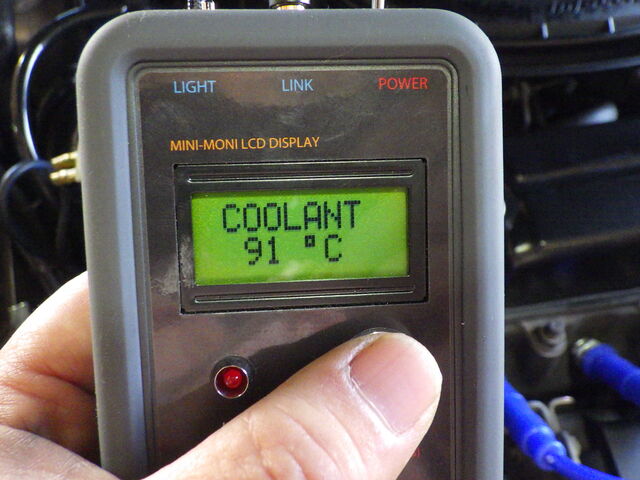 LIGHT LINK POWER
MINI-MONI LCD DISPLAY
COOLANT
91 °C